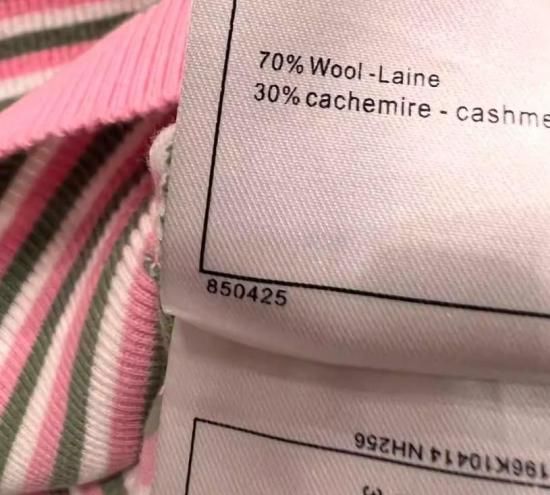 70% Wool -Laine
30% cachemire - cashme
850425
196K10414 NH256